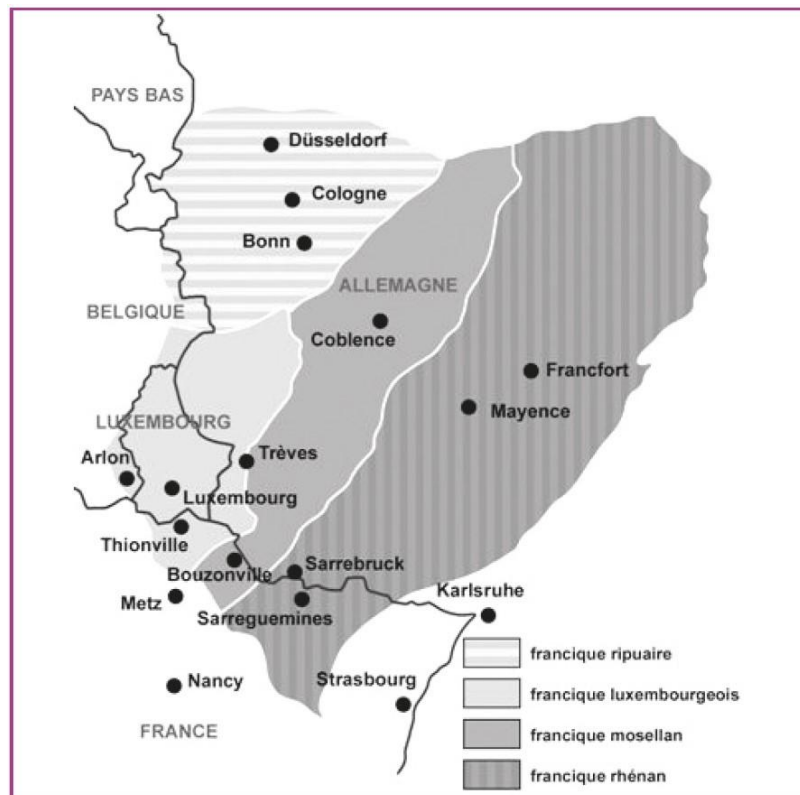 PAYS BAS
Düsseldorf
Cologne
Bonn
ALLEMAGNE
BELGIQUE
Coblence
Francfort
Mayence
LUXEMBOURG
Arlon
Trèves
Luxembourg
Thionville
Bouzonville
Sarrebruck
Metz
Sarreguemines
Karlsruhe
Nancy
Strasbourg
FRANCE
francique ripuaire
francique luxembourgeois
francique mosellan
francique rhénan